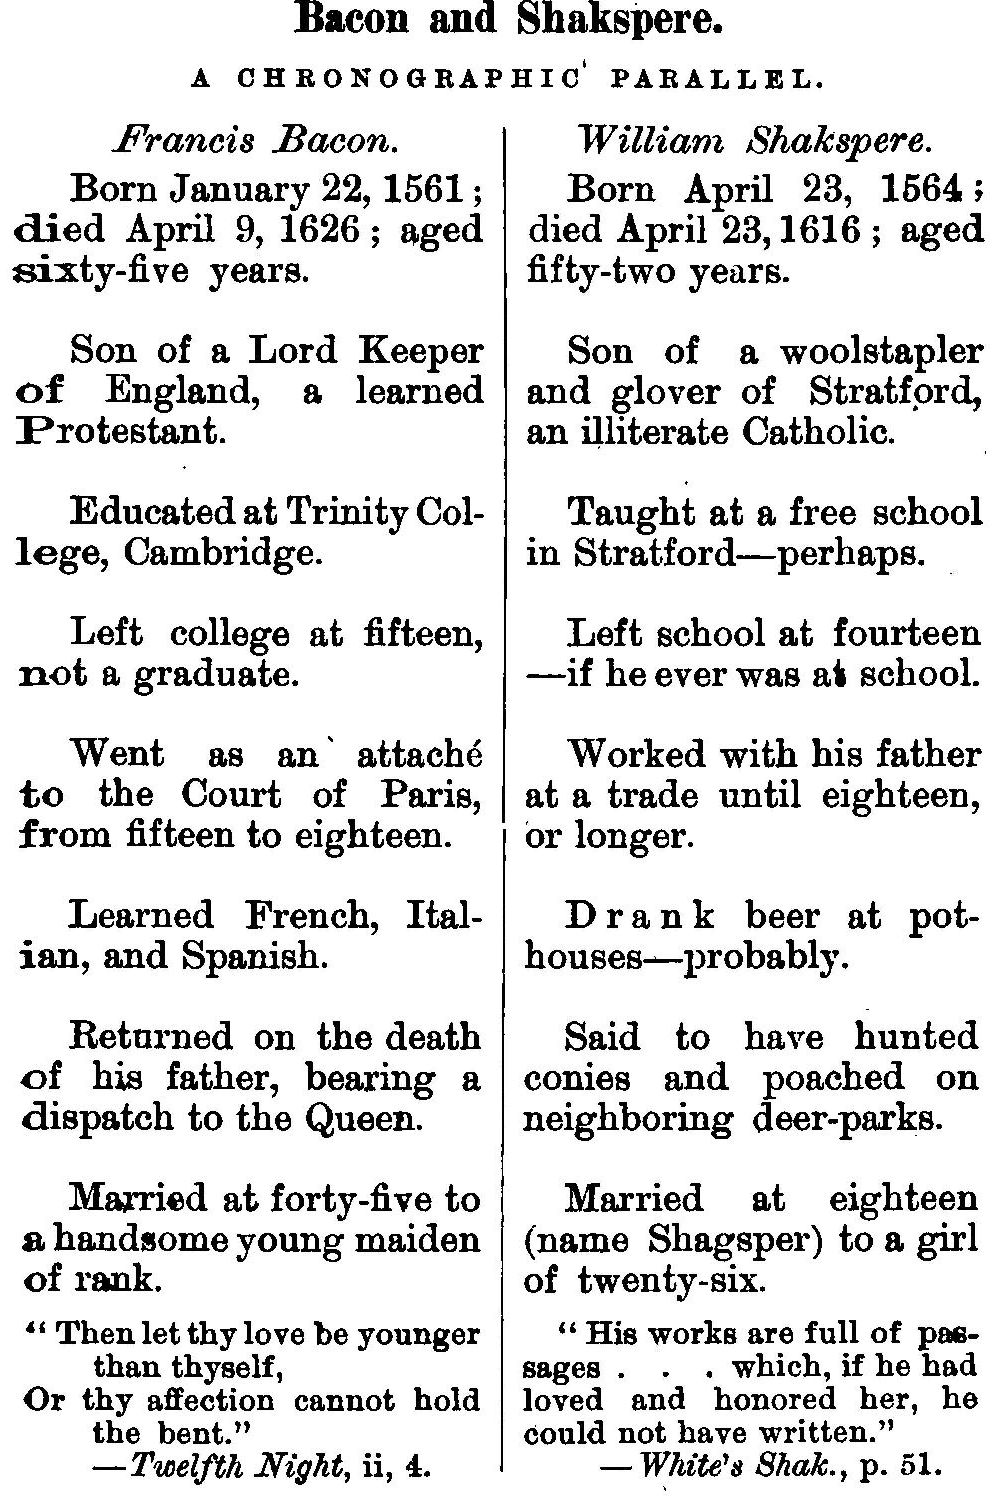 Bacon and Shakspere.
A CHRONOGRAPHIC PARALLEL.
Francis Bacon.
Born January 22, 1561;
died April 9, 1626; aged
sixty-five years.
Son of a Lord Keeper
of England, a learned
Protestant.
Educated at Trinity Col-
lege, Cambridge.
Left college at fifteen,
not a graduate.
Went as an attaché
to the Court of Paris,
from fifteen to eighteen.
Learned French, Ital-
ian, and Spanish.
Returned on the death
of his father, bearing a
dispatch to the Queen.
Married at forty-five to
a handsome young maiden
of rank.
“Then let thy love be younger
than thyself,
Or thy affection cannot hold
the bent.”
—Twelfth Night, ii, 4.
William Shakspere.
Born April 23, 1564;
died April 23, 1616; aged
fifty-two years.
Son of a woolstapler
and glover of Stratford,
an illiterate Catholic.
Taught at a free school
in Stratford—perhaps.
Left school at fourteen
—if he ever was at school.
Worked with his father
at a trade until eighteen,
or longer.
Drank beer at pot-
houses—probably.
Said to have hunted
conies and poached on
neighboring deer-parks.
Married at eighteen
(name Shagsper) to a girl
of twenty-six.
“His works are full of pas-
sages . . . which, if he had
loved and honored her, he
could not have written.”
—White's Shak., p. 51.